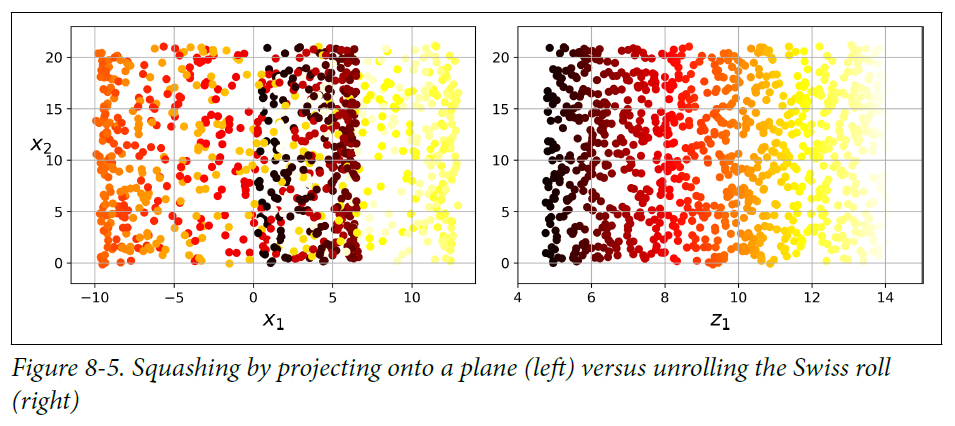 20
15
x2
10
5
0
−10 −5 0 5 10
x1
20
15
10
5
0
4 6 8 10 12 14
z1
Figure 8-5. Squashing by projecting onto a plane (left) versus unrolling the Swiss roll
(right)